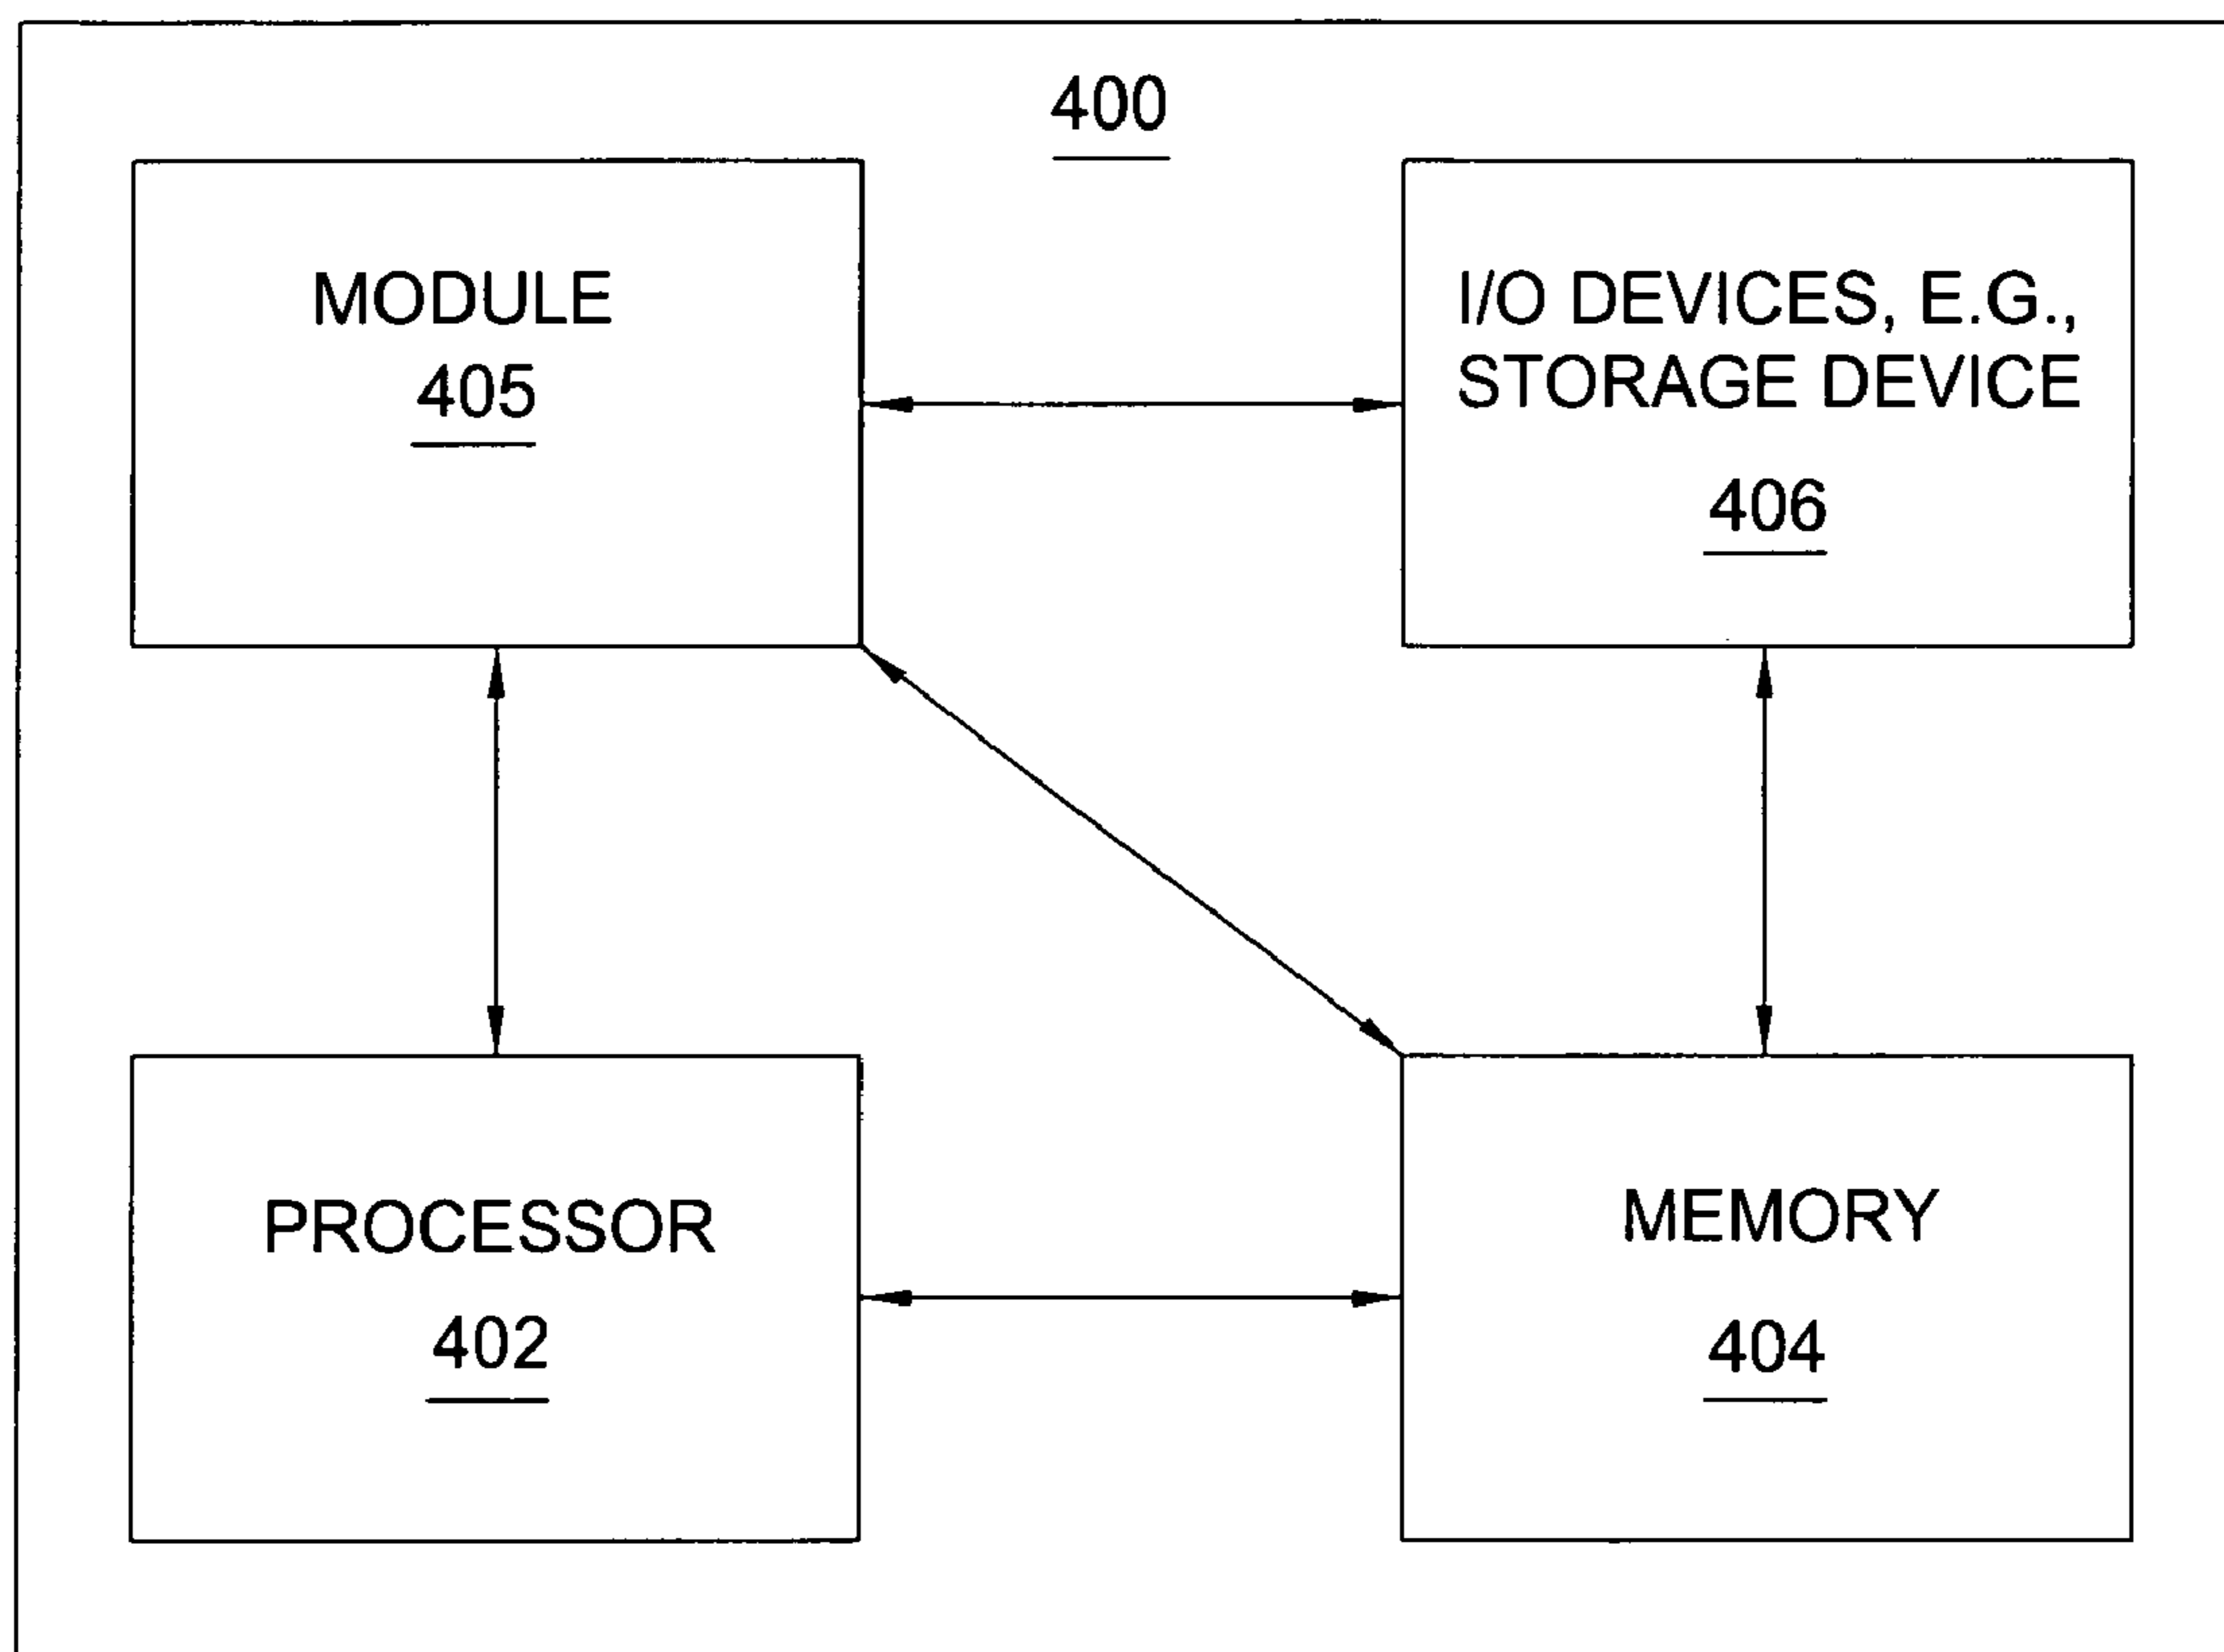 400
MODULE
405
I/O DEVICES, E.G.,
STORAGE DEVICE
406
PROCESSOR
402
MEMORY
404